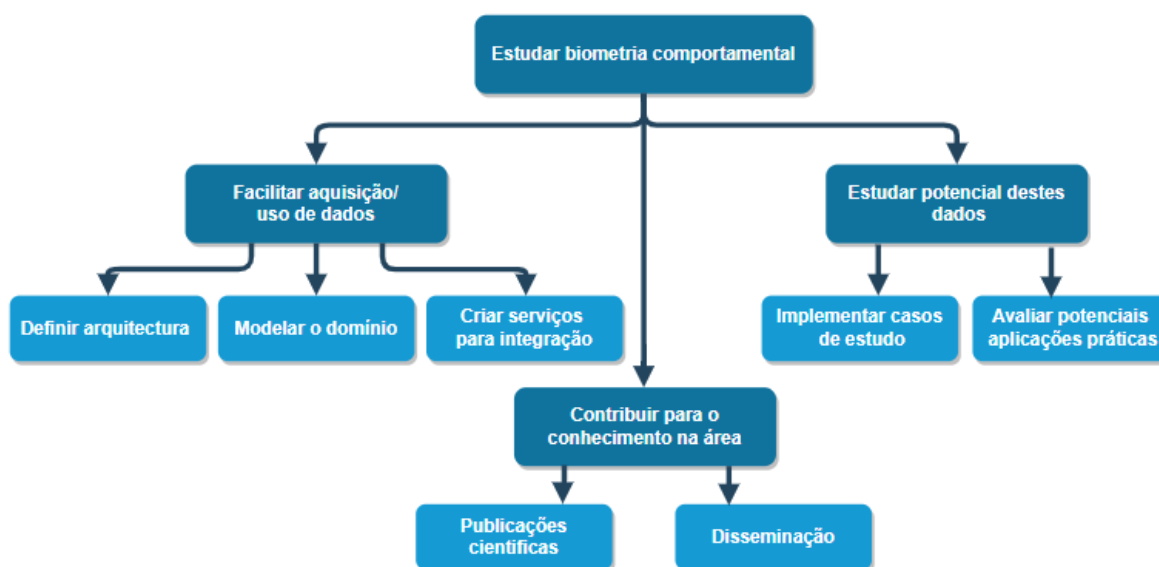 Estudar biometria comportamental
Facilitar aquisição/
uso de dados
Estudar potencial destes
dados
Definir arquitectura
Modelar o domínio
Criar serviços
para integração
Implementar casos
de estudo
Avaliar potenciais
aplicações práticas
Contribuir para o
conhecimento na área
Publicações
cientificas
Disseminação